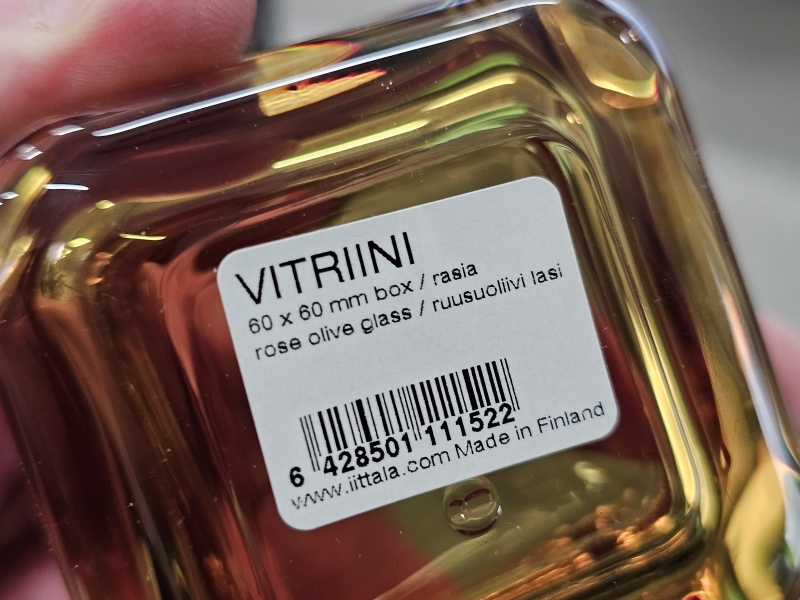 VITRIINI
60 x 60 mm box / rasia
rose olive glass / ruusuoliivi lasi
6 428501 111522
www.iittala.com Made in Finland